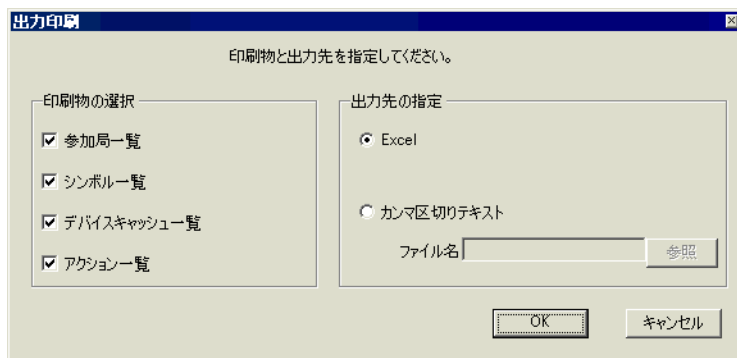 出力印刷
印刷物と出力先を指定してください。
印刷物の選択
参加局一覧
シンボル一覧
デバイスキャッシュ一覧
アクション一覧
出力先の指定
Excel
カンマ区切りテキスト
ファイル名
参照
OK
キャンセル